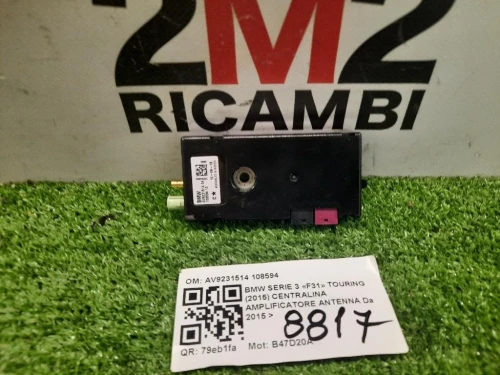 2M2
RICAMBI
BMW
OM: AV9231514 108594
BMW SERIE 3 «F31» TOURING
(2015) CENTRALINA
AMPLIFICATORE ANTENNA Da
2015 >
8817
QR: 79eb1fa Mot: B47D20A